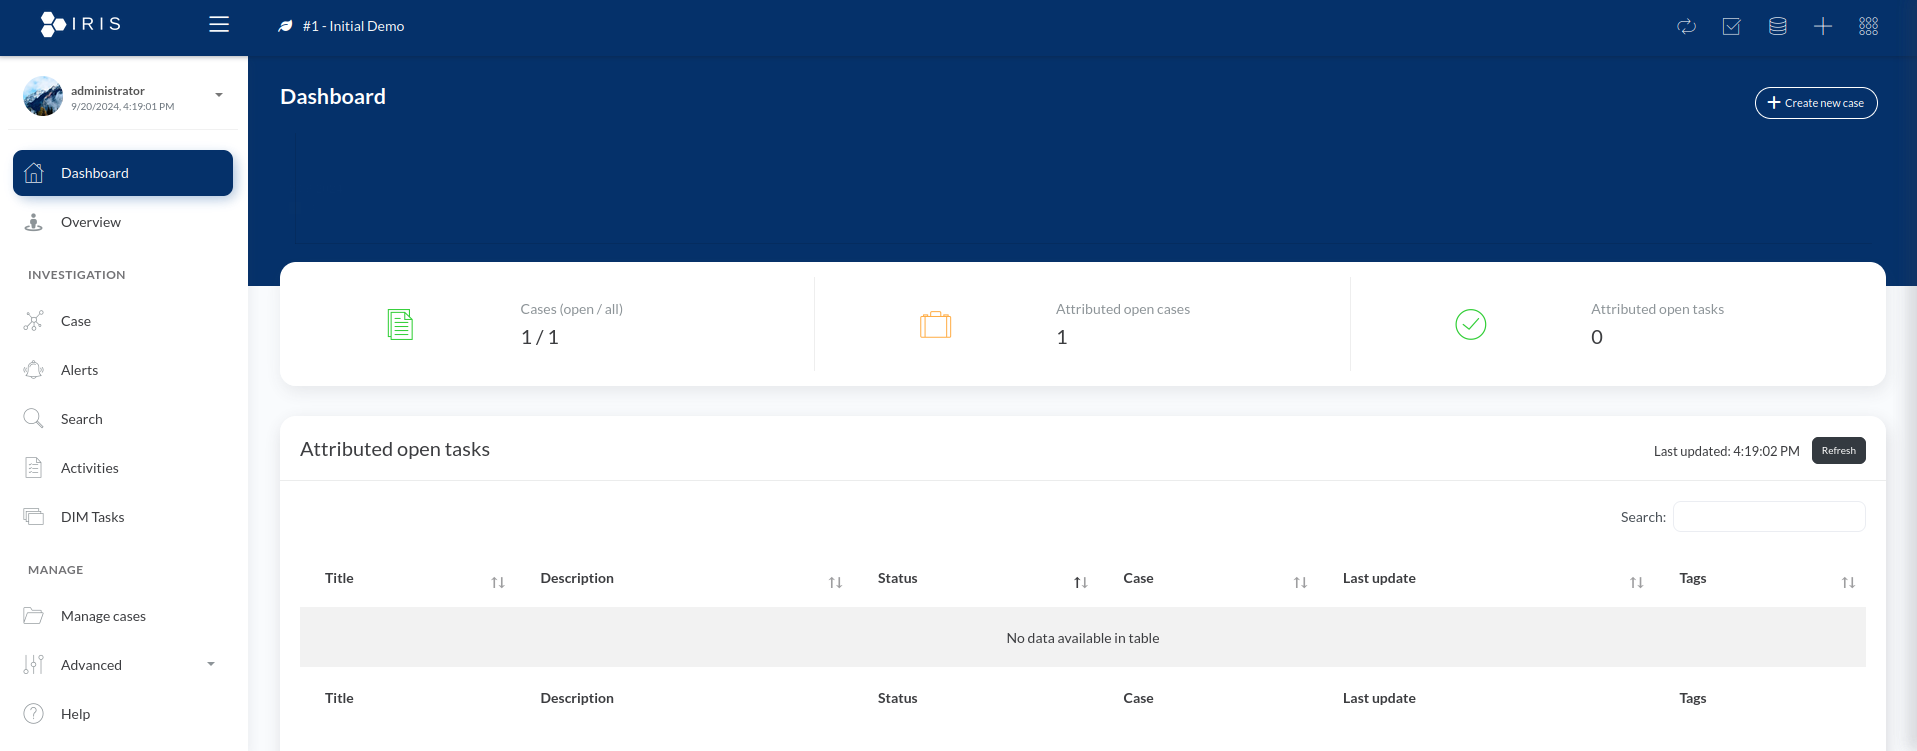 IRIS
#1 - Initial Demo
administrator
9/20/2024, 4:19:01 PM
Dashboard
Create new case
Dashboard
Overview
INVESTIGATION
Case
Alerts
Search
Activities
DIM Tasks
MANAGE
Manage cases
Advanced
Help
Cases (open / all)
1 / 1
Attributed open cases
1
Attributed open tasks
0
Attributed open tasks
Last updated: 4:19:02 PM Refresh
Search:
Title Description Status Case Last update Tags
No data available in table
Title Description Status Case Last update Tags